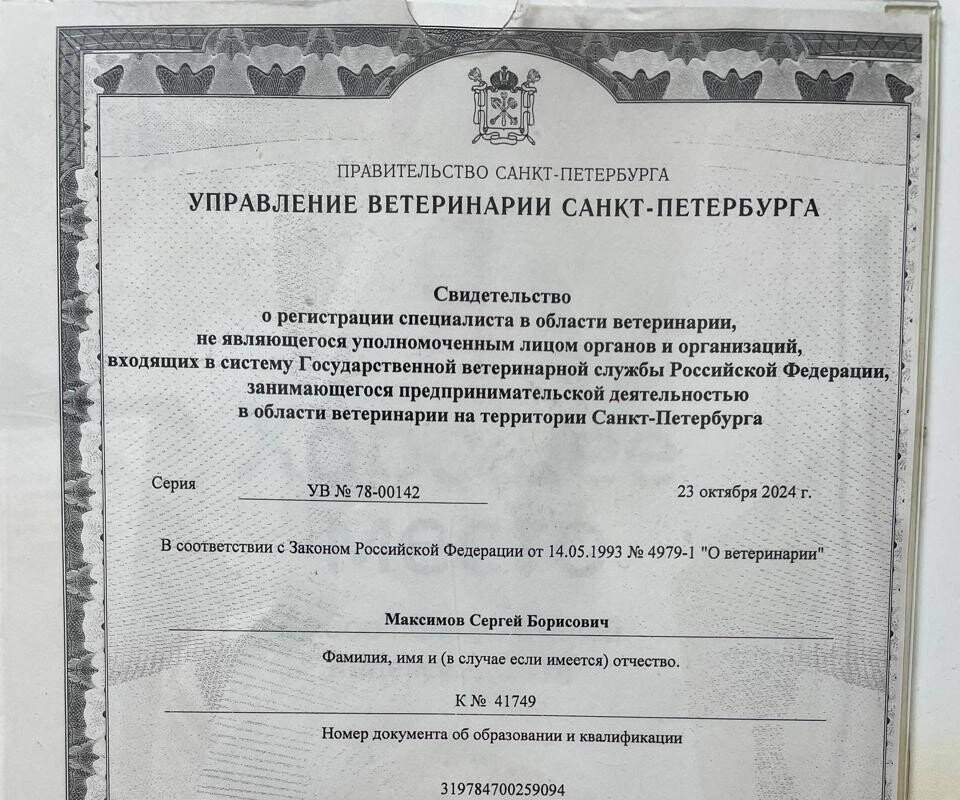 ПРАВИТЕЛЬСТВО САНКТ-ПЕТЕРБУРГА
УПРАВЛЕНИЕ ВЕТЕРИНАРИИ САНКТ-ПЕТЕРБУРГА
Свидетельство
о регистрации специалиста в области ветеринарии,
не являющегося уполномоченным лицом органов и организаций,
входящих в систему Государственной ветеринарной службы Российской Федерации,
занимающегося предпринимательской деятельностью
в области ветеринарии на территории Санкт-Петербурга
Серия УВ № 78-00142 23 октября 2024 г.
В соответствии с Законом Российской Федерации от 14.05.1993 № 4979-1 "О ветеринарии"
Максимов Сергей Борисович
Фамилия, имя и (в случае если имеется) отчество.
К № 41749
Номер документа об образовании и квалификации
319784700259094